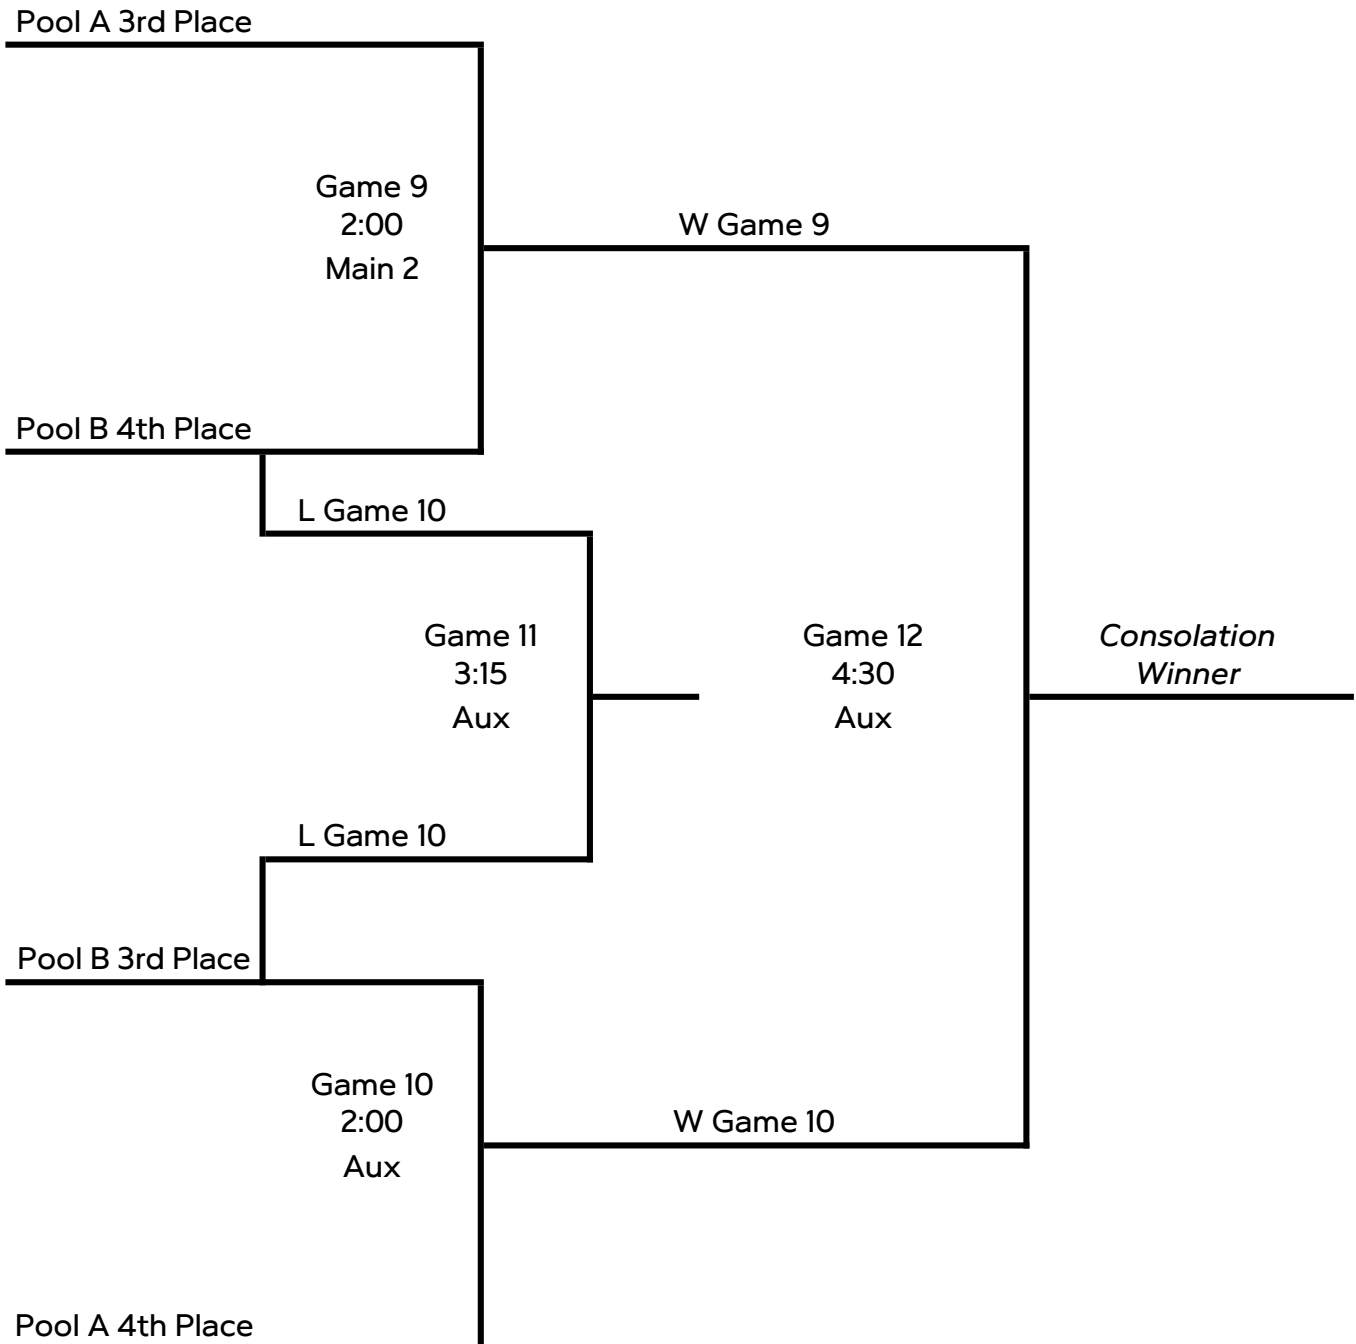 Pool A 3rd Place
Game 9
2:00
Main 2
W Game 9
Pool B 4th Place
L Game 10
Game 11
3:15
Aux
Game 12
4:30
Aux
Consolation
Winner
L Game 10
Pool B 3rd Place
Game 10
2:00
Aux
W Game 10
Pool A 4th Place